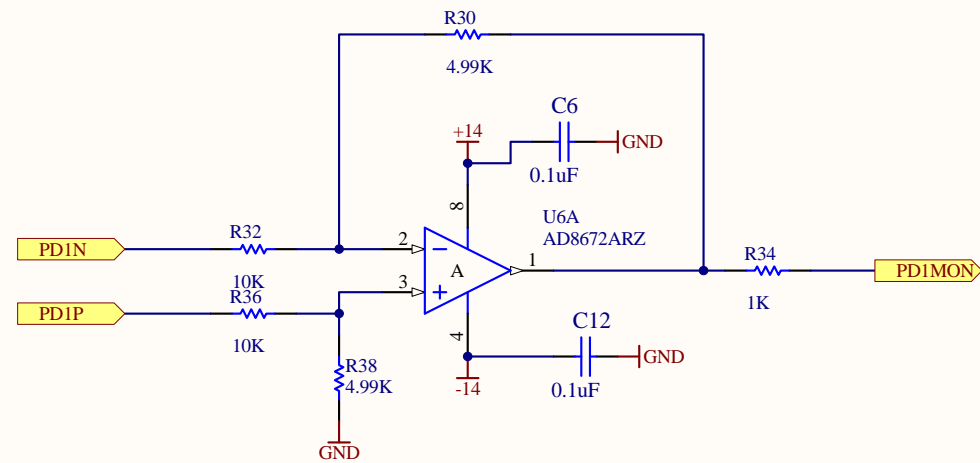 R30
4.99K
C6
+14
GND
0.1uF
8
U6A
AD8672ARZ
R32
2
PD1N
10K
A
1
R34
PD1MON
1K
R36
3
PD1P
10K
4
C12
GND
0.1uF
R38
4.99K
-14
GND